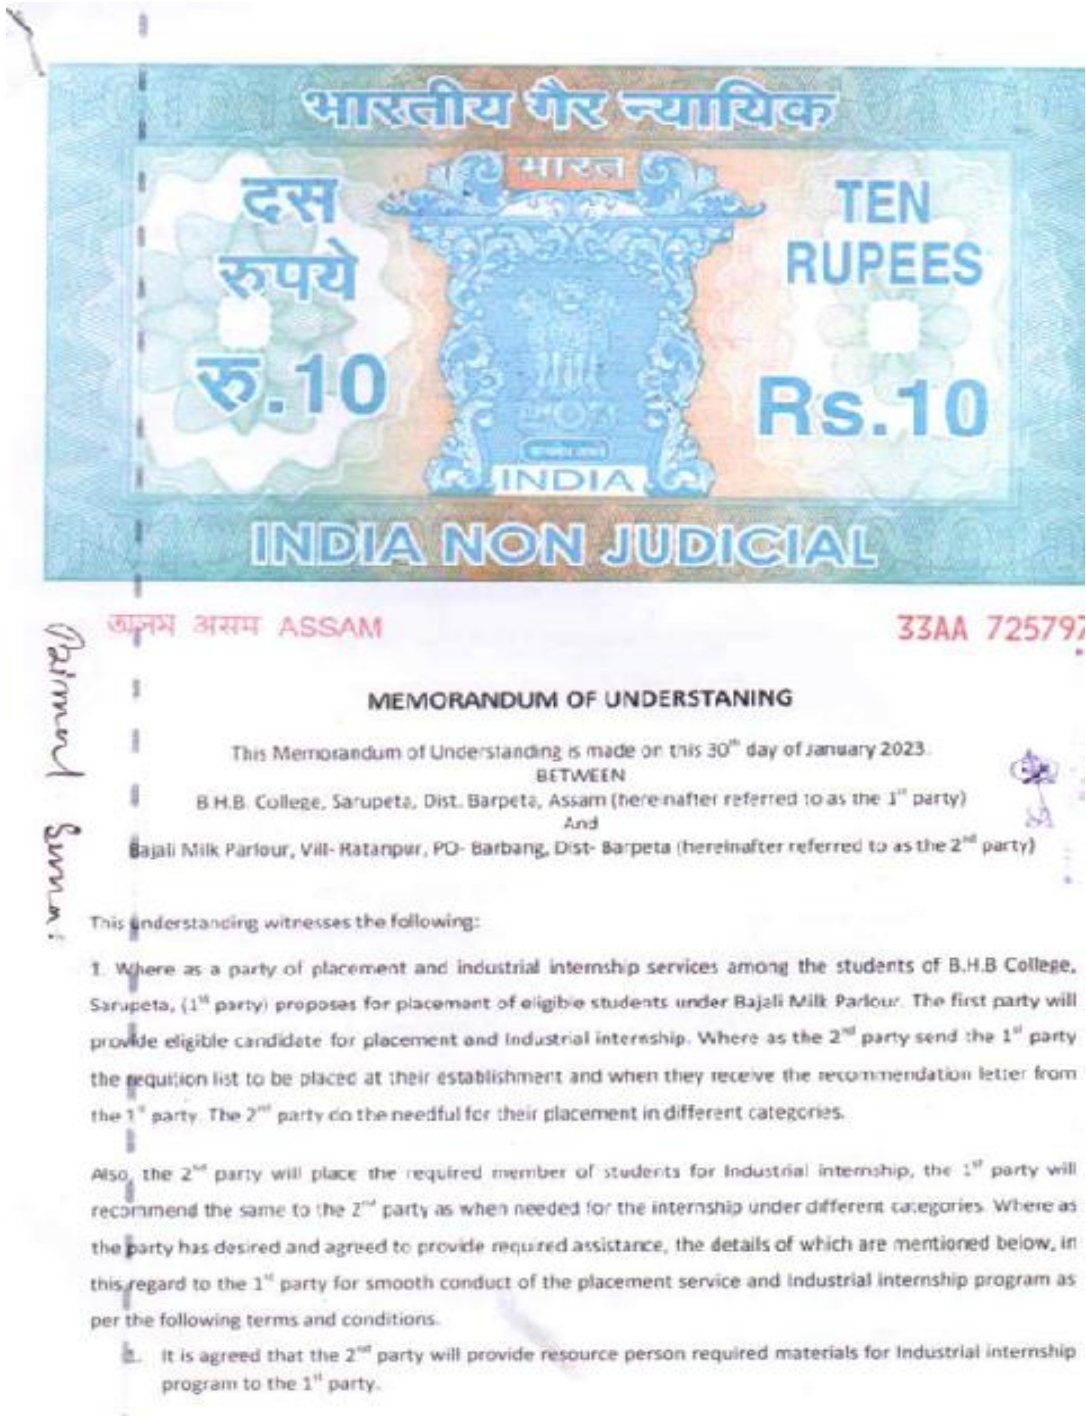 भारतीय गैर न्यायिक
भारत
दस
रुपये
रु.10
TEN
RUPEES
Rs.10
INDIA
INDIA NON JUDICIAL
অসম असम ASSAM
33AA 725797
MEMORANDUM OF UNDERSTANING
This Memorandum of Understanding is made on this 30th day of January 2023.
BETWEEN
B.H.B. College, Sarupeta, Dist. Barpeta, Assam (hereinafter referred to as the 1st party)
And
Bajali Milk Parlour, Vill- Ratanpur, PO- Barbang, Dist- Barpeta (hereinafter referred to as the 2nd party)
This understanding witnesses the following:
1. Where as a party of placement and industrial internship services among the students of B.H.B College,
Sarupeta, (1st party) proposes for placement of eligible students under Bajali Milk Parlour. The first party will
provide eligible candidate for placement and Industrial internship. Where as the 2nd party send the 1st party
the requition list to be placed at their establishment and when they receive the recommendation letter from
the 1st party. The 2nd party do the needful for their placement in different categories.
Also, the 2nd party will place the required member of students for Industrial internship, the 1st party will
recommend the same to the 2nd party as when needed for the internship under different categories. Where as
the party has desired and agreed to provide required assistance, the details of which are mentioned below, in
this regard to the 1st party for smooth conduct of the placement service and Industrial internship program as
per the following terms and conditions.
1. It is agreed that the 2nd party will provide resource person required materials for Industrial internship
program to the 1st party.